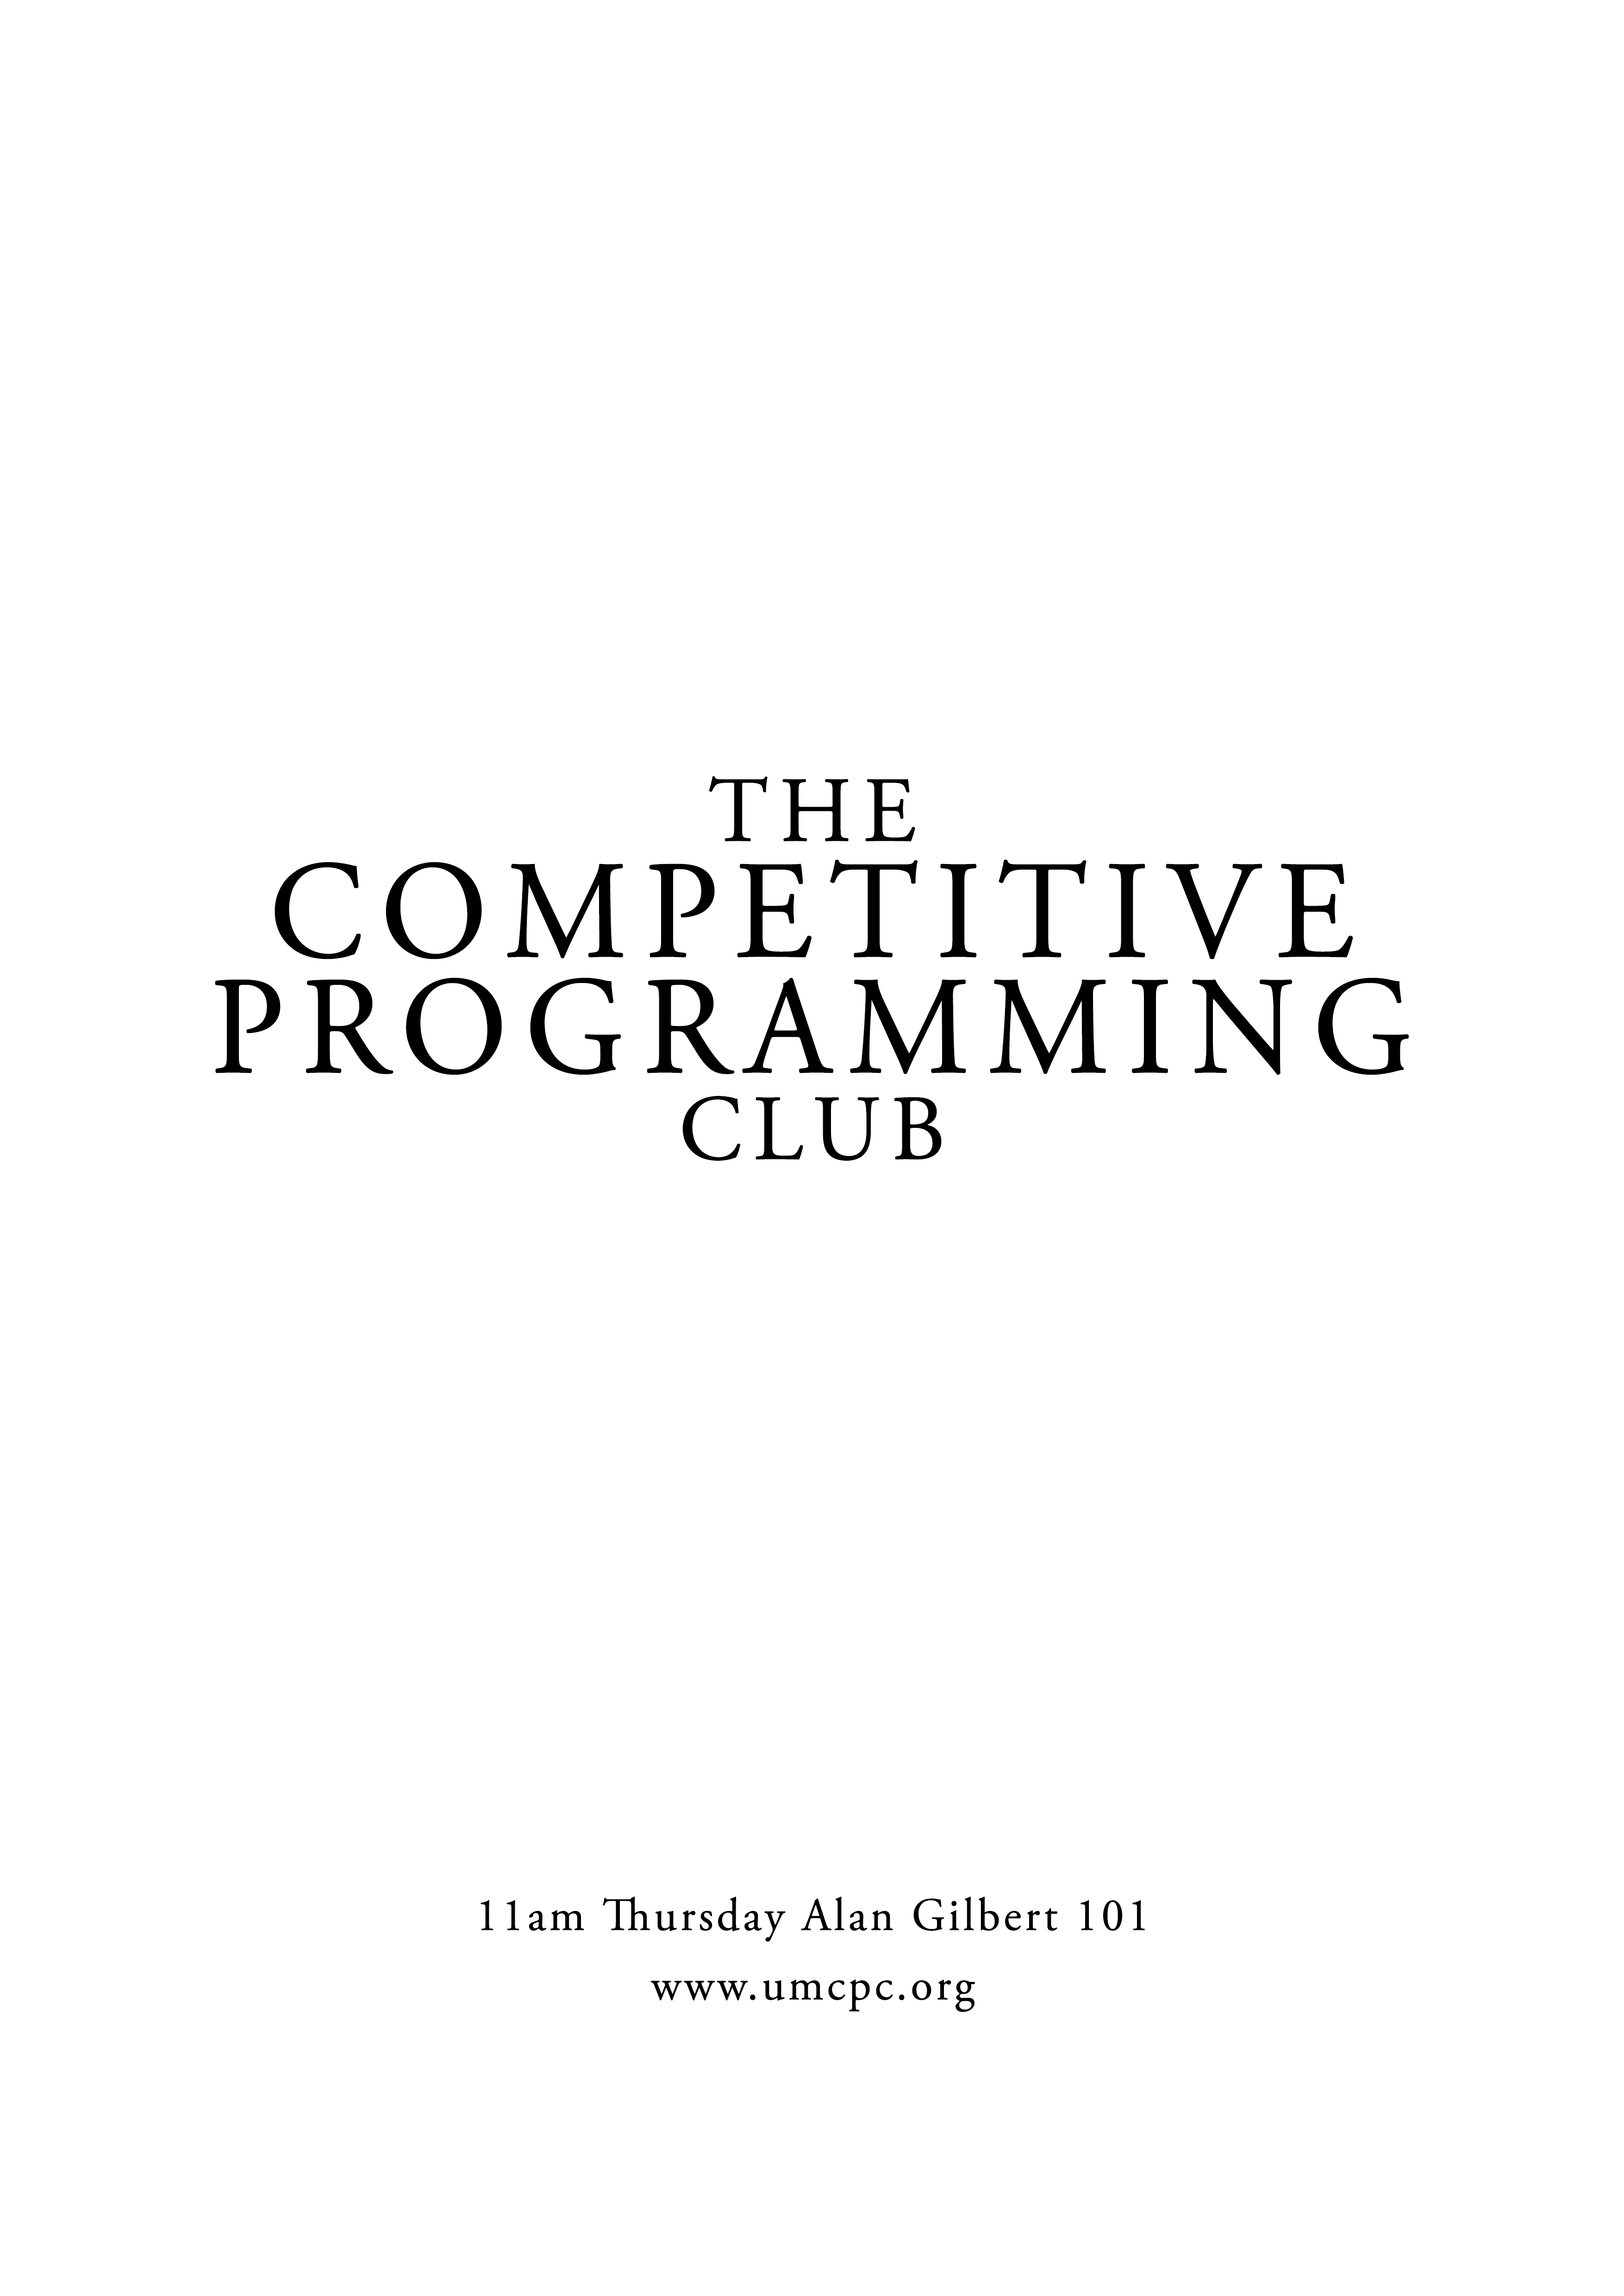 THE
COMPETITIVE
PROGRAMMING
CLUB
11am Thursday Alan Gilbert 101
www.umcpc.org